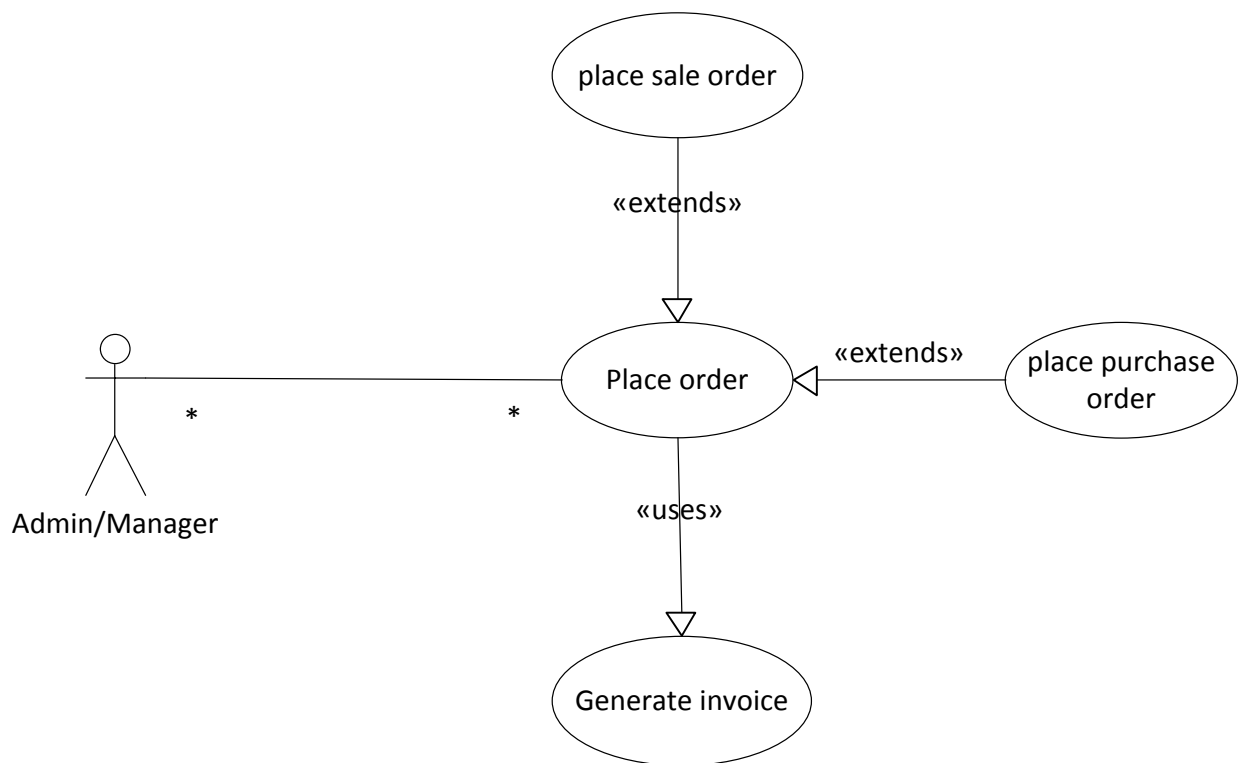 place sale order
«extends»
«extends»
Place order
place purchase
order
*
*
«uses»
Admin/Manager
Generate invoice